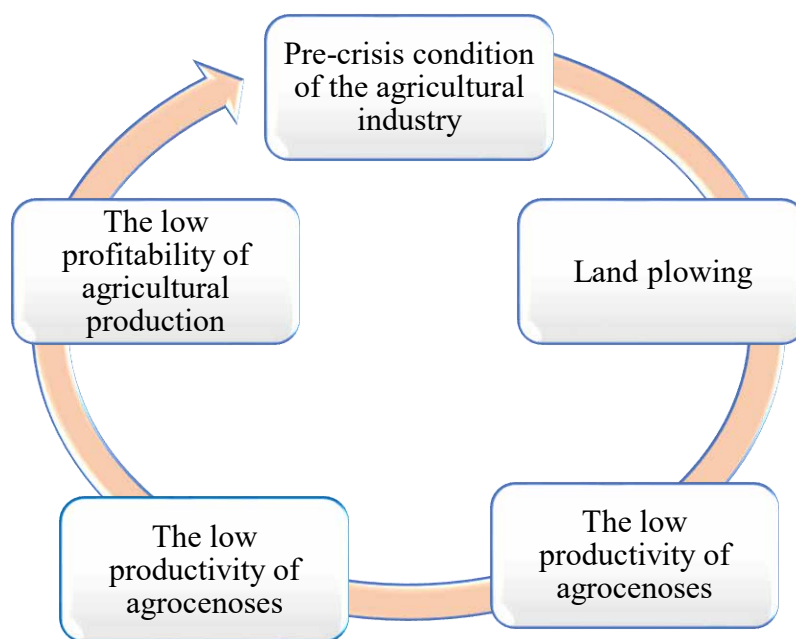 Pre-crisis condition
of the agricultural
industry
Land plowing
The low
productivity of
agrocenoses
The low
productivity of
agrocenoses
The low
profitability of
agricultural
production